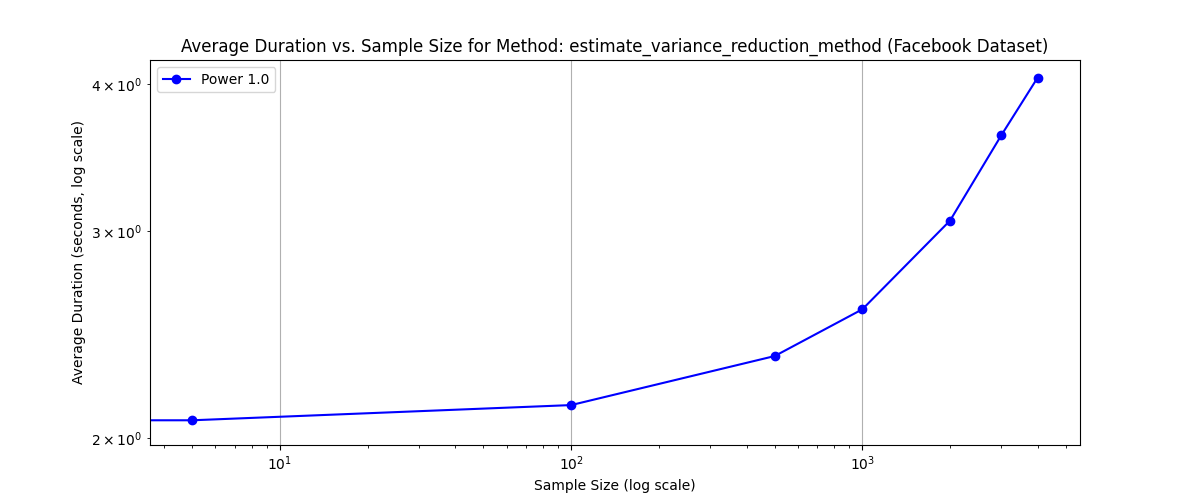 Average Duration vs. Sample Size for Method: estimate_variance_reduction_method (Facebook Dataset)
Power 1.0
Average Duration (seconds, log scale)
4 × 10⁰
3 × 10⁰
2 × 10⁰
10¹
10²
10³
Sample Size (log scale)